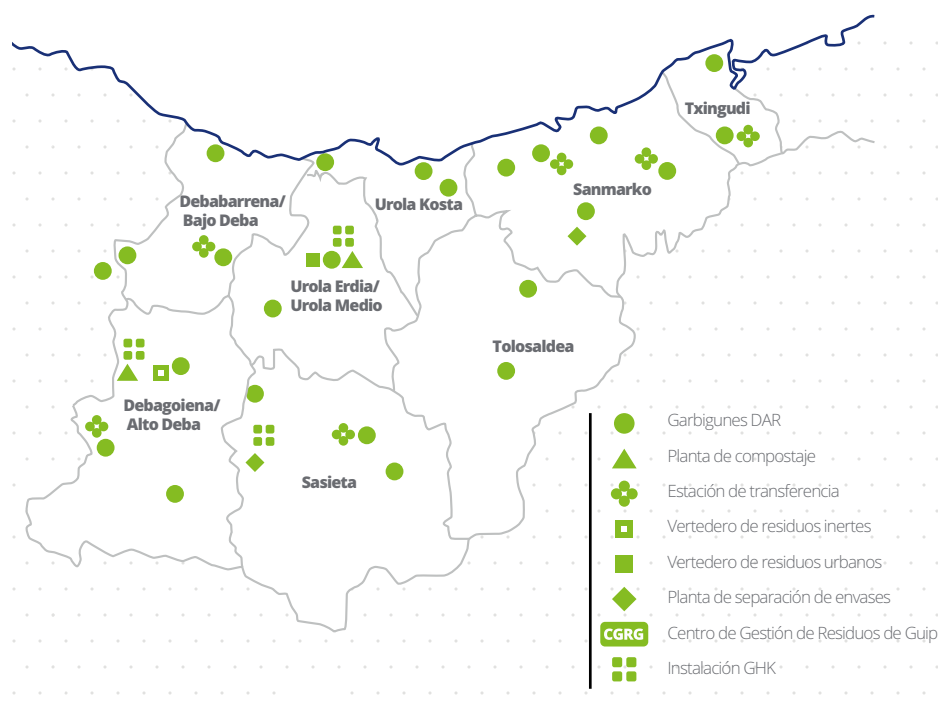 Txingudi
Sanmarko
Debabarrena/
Bajo Deba
Urola Kosta
Urola Erdia/
Urola Medio
Tolosaldea
Debagoiena/
Alto Deba
Sasieta
Garbigunes DAR
Planta de compostaje
Estación de transferencia
Vertedero de residuos inertes
Vertedero de residuos urbanos
Planta de separación de envases
CGRG Centro de Gestión de Residuos de Guip
Instalación GHK